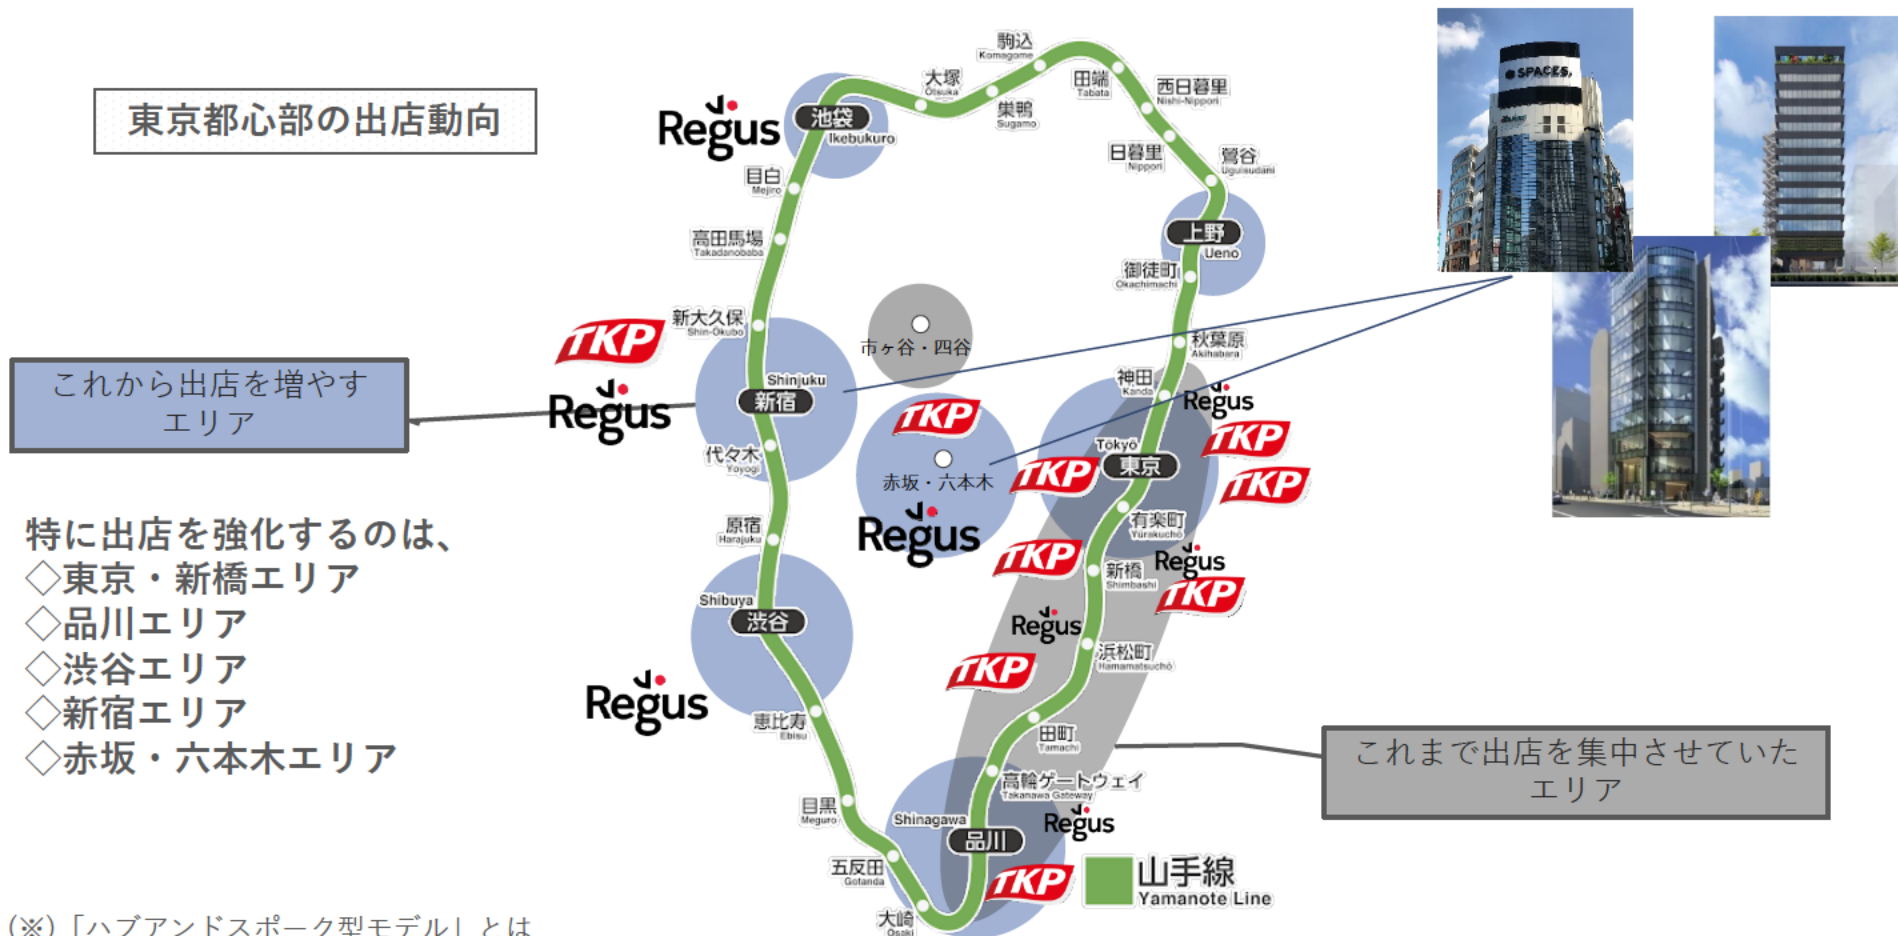 東京都心部の出店動向
これから出店を増やす
エリア
特に出店を強化するのは、
◇東京・新橋エリア
◇品川エリア
◇渋谷エリア
◇新宿エリア
◇赤坂・六本木エリア
(※)「ハブアンドスポーク型モデル」とは
駒込
Komagome
大塚
Otsuka
巣鴨
Sugamo
田端
Tabata
西日暮里
Nishi-Nippori
日暮里
Nippori
鶯谷
Uguisudani
Regus
池袋
Ikebukuro
目白
Mejiro
上野
Ueno
高田馬場
Takadanobaba
御徒町
Okachimachi
TKP
新大久保
Shin-Okubo
市ヶ谷・四谷
秋葉原
Akihabara
Shinjuku
新宿
Regus
神田
Kanda
Regus
TKP
TKP
Tokyo
東京
TKP
TKP
赤坂・六本木
Regus
代々木
Yoyogi
有楽町
Yūrakuchō
原宿
Harajuku
TKP
新橋
Shimbashi
Regus
TKP
Shibuya
渋谷
Regus
Regus
浜松町
Hamamatsuchō
TKP
恵比寿
Ebisu
田町
Tamachi
これまで出店を集中させていた
エリア
高輪ゲートウェイ
Takanawa Gateway
目黒
Meguro
Shinagawa
品川
Regus
五反田
Gotanda
TKP
大崎
Osaki
山手線
Yamanote Line
SPACES.